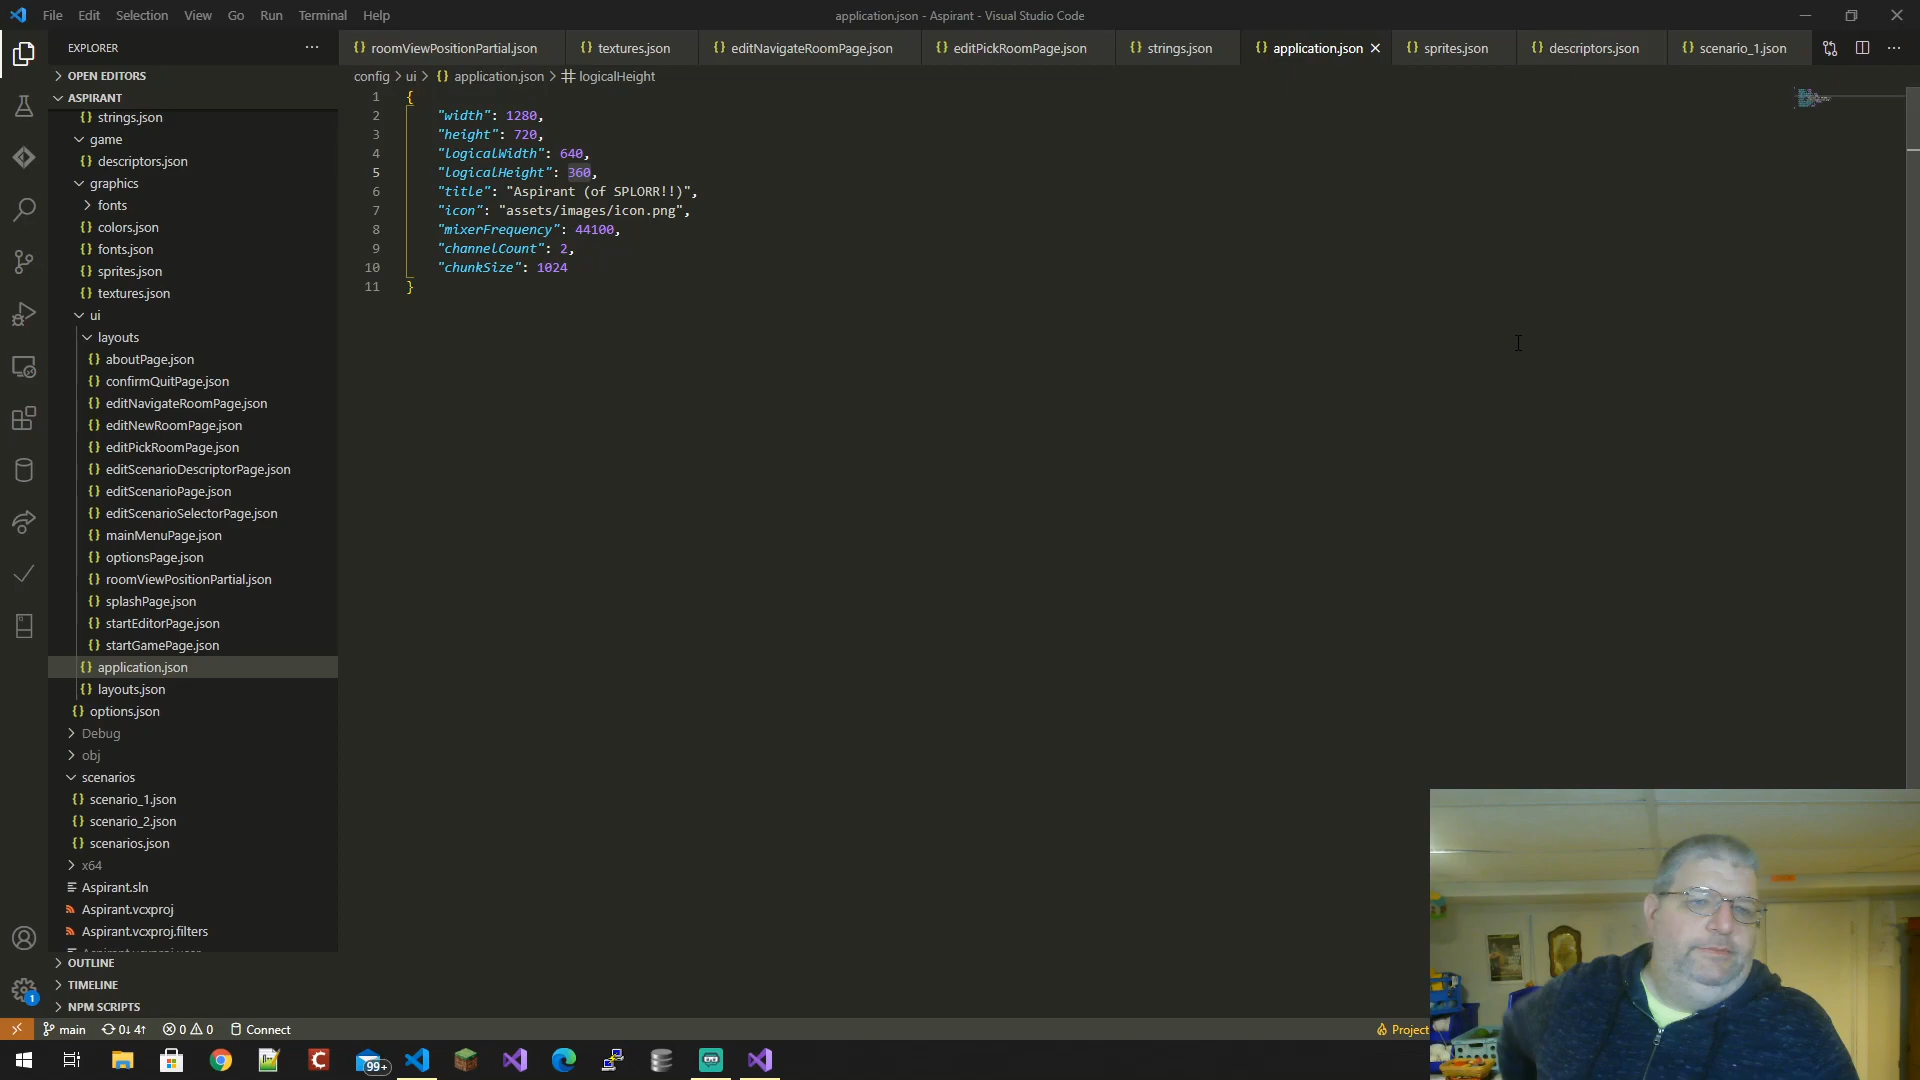 File Edit Selection View Go Run Terminal Help
application.json - Aspirant - Visual Studio Code
EXPLORER
roomViewPositionPartial.json textures.json editNavigateRoomPage.json editPickRoomPage.json strings.json application.json sprites.json descriptors.json scenario_1.json
OPEN EDITORS
ASPIRANT
strings.json
game
descriptors.json
graphics
fonts
colors.json
fonts.json
sprites.json
textures.json
ui
layouts
aboutPage.json
confirmQuitPage.json
editNavigateRoomPage.json
editNewRoomPage.json
editPickRoomPage.json
editScenarioDescriptorPage.json
editScenarioPage.json
editScenarioSelectorPage.json
mainMenuPage.json
optionsPage.json
roomViewPositionPartial.json
splashPage.json
startEditorPage.json
startGamePage.json
application.json
layouts.json
options.json
Debug
obj
scenarios
scenario_1.json
scenario_2.json
scenarios.json
x64
Aspirant.sln
Aspirant.vcxproj
Aspirant.vcxproj.filters
OUTLINE
TIMELINE
NPM SCRIPTS
config > ui > {} application.json > logicalHeight
1 {
2 "width": 1280,
3 "height": 720,
4 "logicalWidth": 640,
5 "logicalHeight": 360,
6 "title": "Aspirant (of SPLORR!!)",
7 "icon": "assets/images/icon.png",
8 "mixerFrequency": 44100,
9 "channelCount": 2,
10 "chunkSize": 1024
11 }
1
main 0↓ 4↑ 0 0 Connect
Project
99+